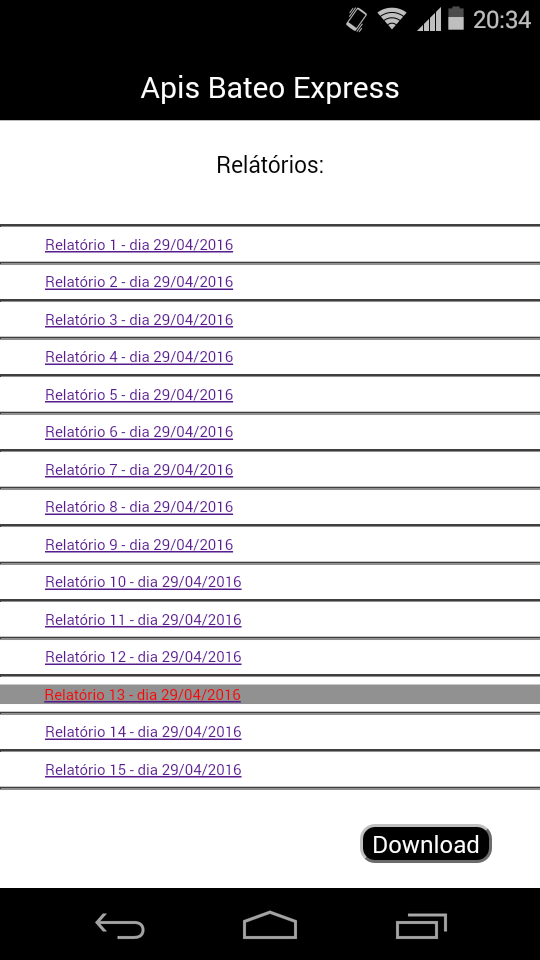 20:34
Apis Bateo Express
Relátórios:
Relatório 1 - dia 29/04/2016
Relatório 2 - dia 29/04/2016
Relatório 3 - dia 29/04/2016
Relatório 4 - dia 29/04/2016
Relatório 5 - dia 29/04/2016
Relatório 6 - dia 29/04/2016
Relatório 7 - dia 29/04/2016
Relatório 8 - dia 29/04/2016
Relatório 9 - dia 29/04/2016
Relatório 10 - dia 29/04/2016
Relatório 11 - dia 29/04/2016
Relatório 12 - dia 29/04/2016
Relatório 13 - dia 29/04/2016
Relatório 14 - dia 29/04/2016
Relatório 15 - dia 29/04/2016
Download